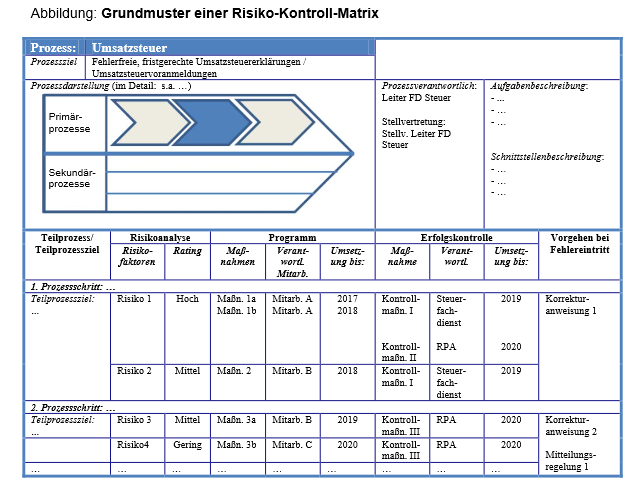 Abbildung: Grundmuster einer Risiko-Kontroll-Matrix
Prozess: Umsatzsteuer
Prozessziel Fehlerfreie, fristgerechte Umsatzsteuererklärungen /
Umsatzsteuervoranmeldungen
Prozessdarstellung (im Detail: s.a. …)
Primär-
prozesse
Sekundär-
prozesse
Prozessverantwortlich:
Leiter FD Steuer
Stellvertretung:
Stellv. Leiter FD
Steuer
Aufgabenbeschreibung:
- ...
- ...
- ...
Schnittstellenbeschreibung:
- ...
- ...
- ...
Teilprozess/ Risikoanalyse Programm Erfolgskontrolle Vorgehen bei
Teilprozessziel Risiko- Rating Maß- Verant- Umsetz- Maß- Verant- Umsetz- Fehlereintritt
faktoren nahmen wortl. ung bis: nahme wortl. ung bis:
Mitarb.
1. Prozessschritt: …
Teilprozessziel: Risiko 1 Hoch Maßn. 1a Mitarb. A 2017 Kontroll- Steuer- 2019 Korrektur-
… Maßn. 1b Mitarb. A 2018 maßn. I fach- anweisung 1
dienst
Kontroll- RPA 2020
maßn. II
Risiko 2 Mittel Maßn. 2 Mitarb. B 2018 Kontroll- Steuer- 2019
maßn. I fach-
dienst
2. Prozessschritt: …
Teilprozessziel: Risiko 3 Mittel Maßn. 3a Mitarb. B 2019 Kontroll- RPA 2020 Korrektur-
… maßn. III anweisung 2
Risiko4 Gering Maßn. 3b Mitarb. C 2020 Kontroll- RPA 2020
maßn. III Mitteilungs-
regelung 1
… … … … … … … … …